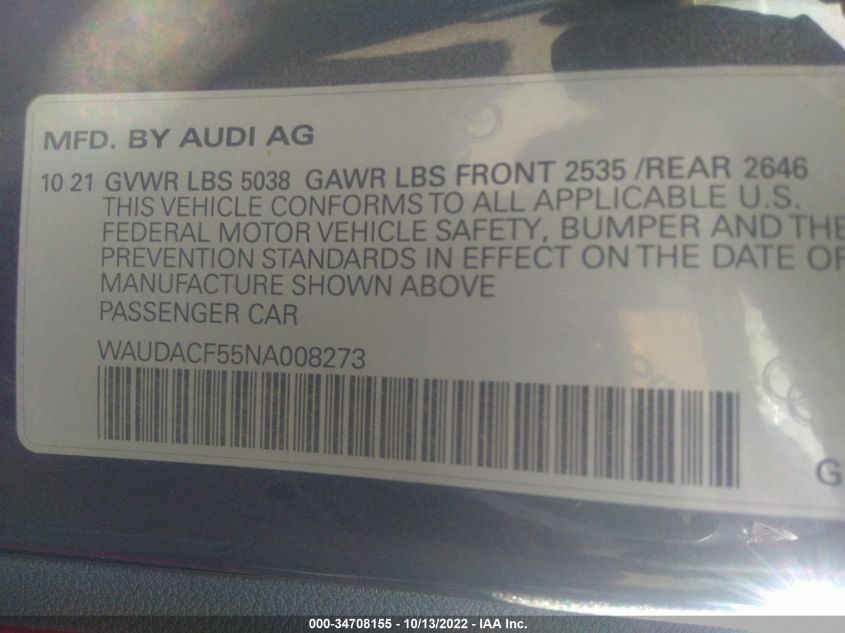 MFD. BY AUDI AG
10 21 GVWR LBS 5038 GAWR LBS FRONT 2535 /REAR 2646
THIS VEHICLE CONFORMS TO ALL APPLICABLE U.S.
FEDERAL MOTOR VEHICLE SAFETY, BUMPER AND THE
PREVENTION STANDARDS IN EFFECT ON THE DATE OF
MANUFACTURE SHOWN ABOVE
PASSENGER CAR
WAUDACF55NA008273
G
000-34708155 - 10/13/2022 - IAA Inc.